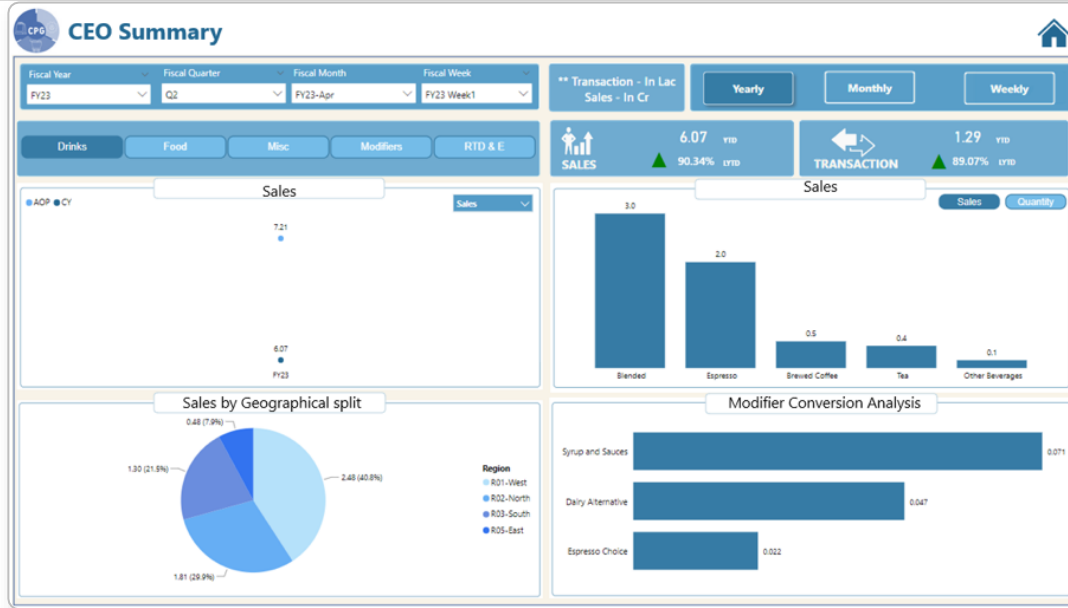 CPG
CEO Summary
Fiscal Year
FY23
Fiscal Quarter
Q2
Fiscal Month
FY23-Apr
Fiscal Week
FY23 Week1
** Transaction - In Lac
Sales - In Cr
Yearly
Monthly
Weekly
Drinks
Food
Misc
Modifiers
RTD & E
SALES
6.07 YTD
90.34% LYTD
TRANSACTION
1.29 YTD
89.07% LYTD
Sales
AOP CY
Sales
7.21
6.07
FY23
Sales
Sales
Quantity
3.0
2.0
0.5
0.4
0.1
Blended
Espresso
Brewed Coffee
Tea
Other Beverages
Sales by Geographical split
0.48 (7.9%)
1.30 (21.5%)
2.48 (40.8%)
1.81 (29.9%)
Region
R01-West
R02-North
R03-South
R05-East
Modifier Conversion Analysis
Syrup and Sauces
0.071
Dairy Alternative
0.047
Espresso Choice
0.022